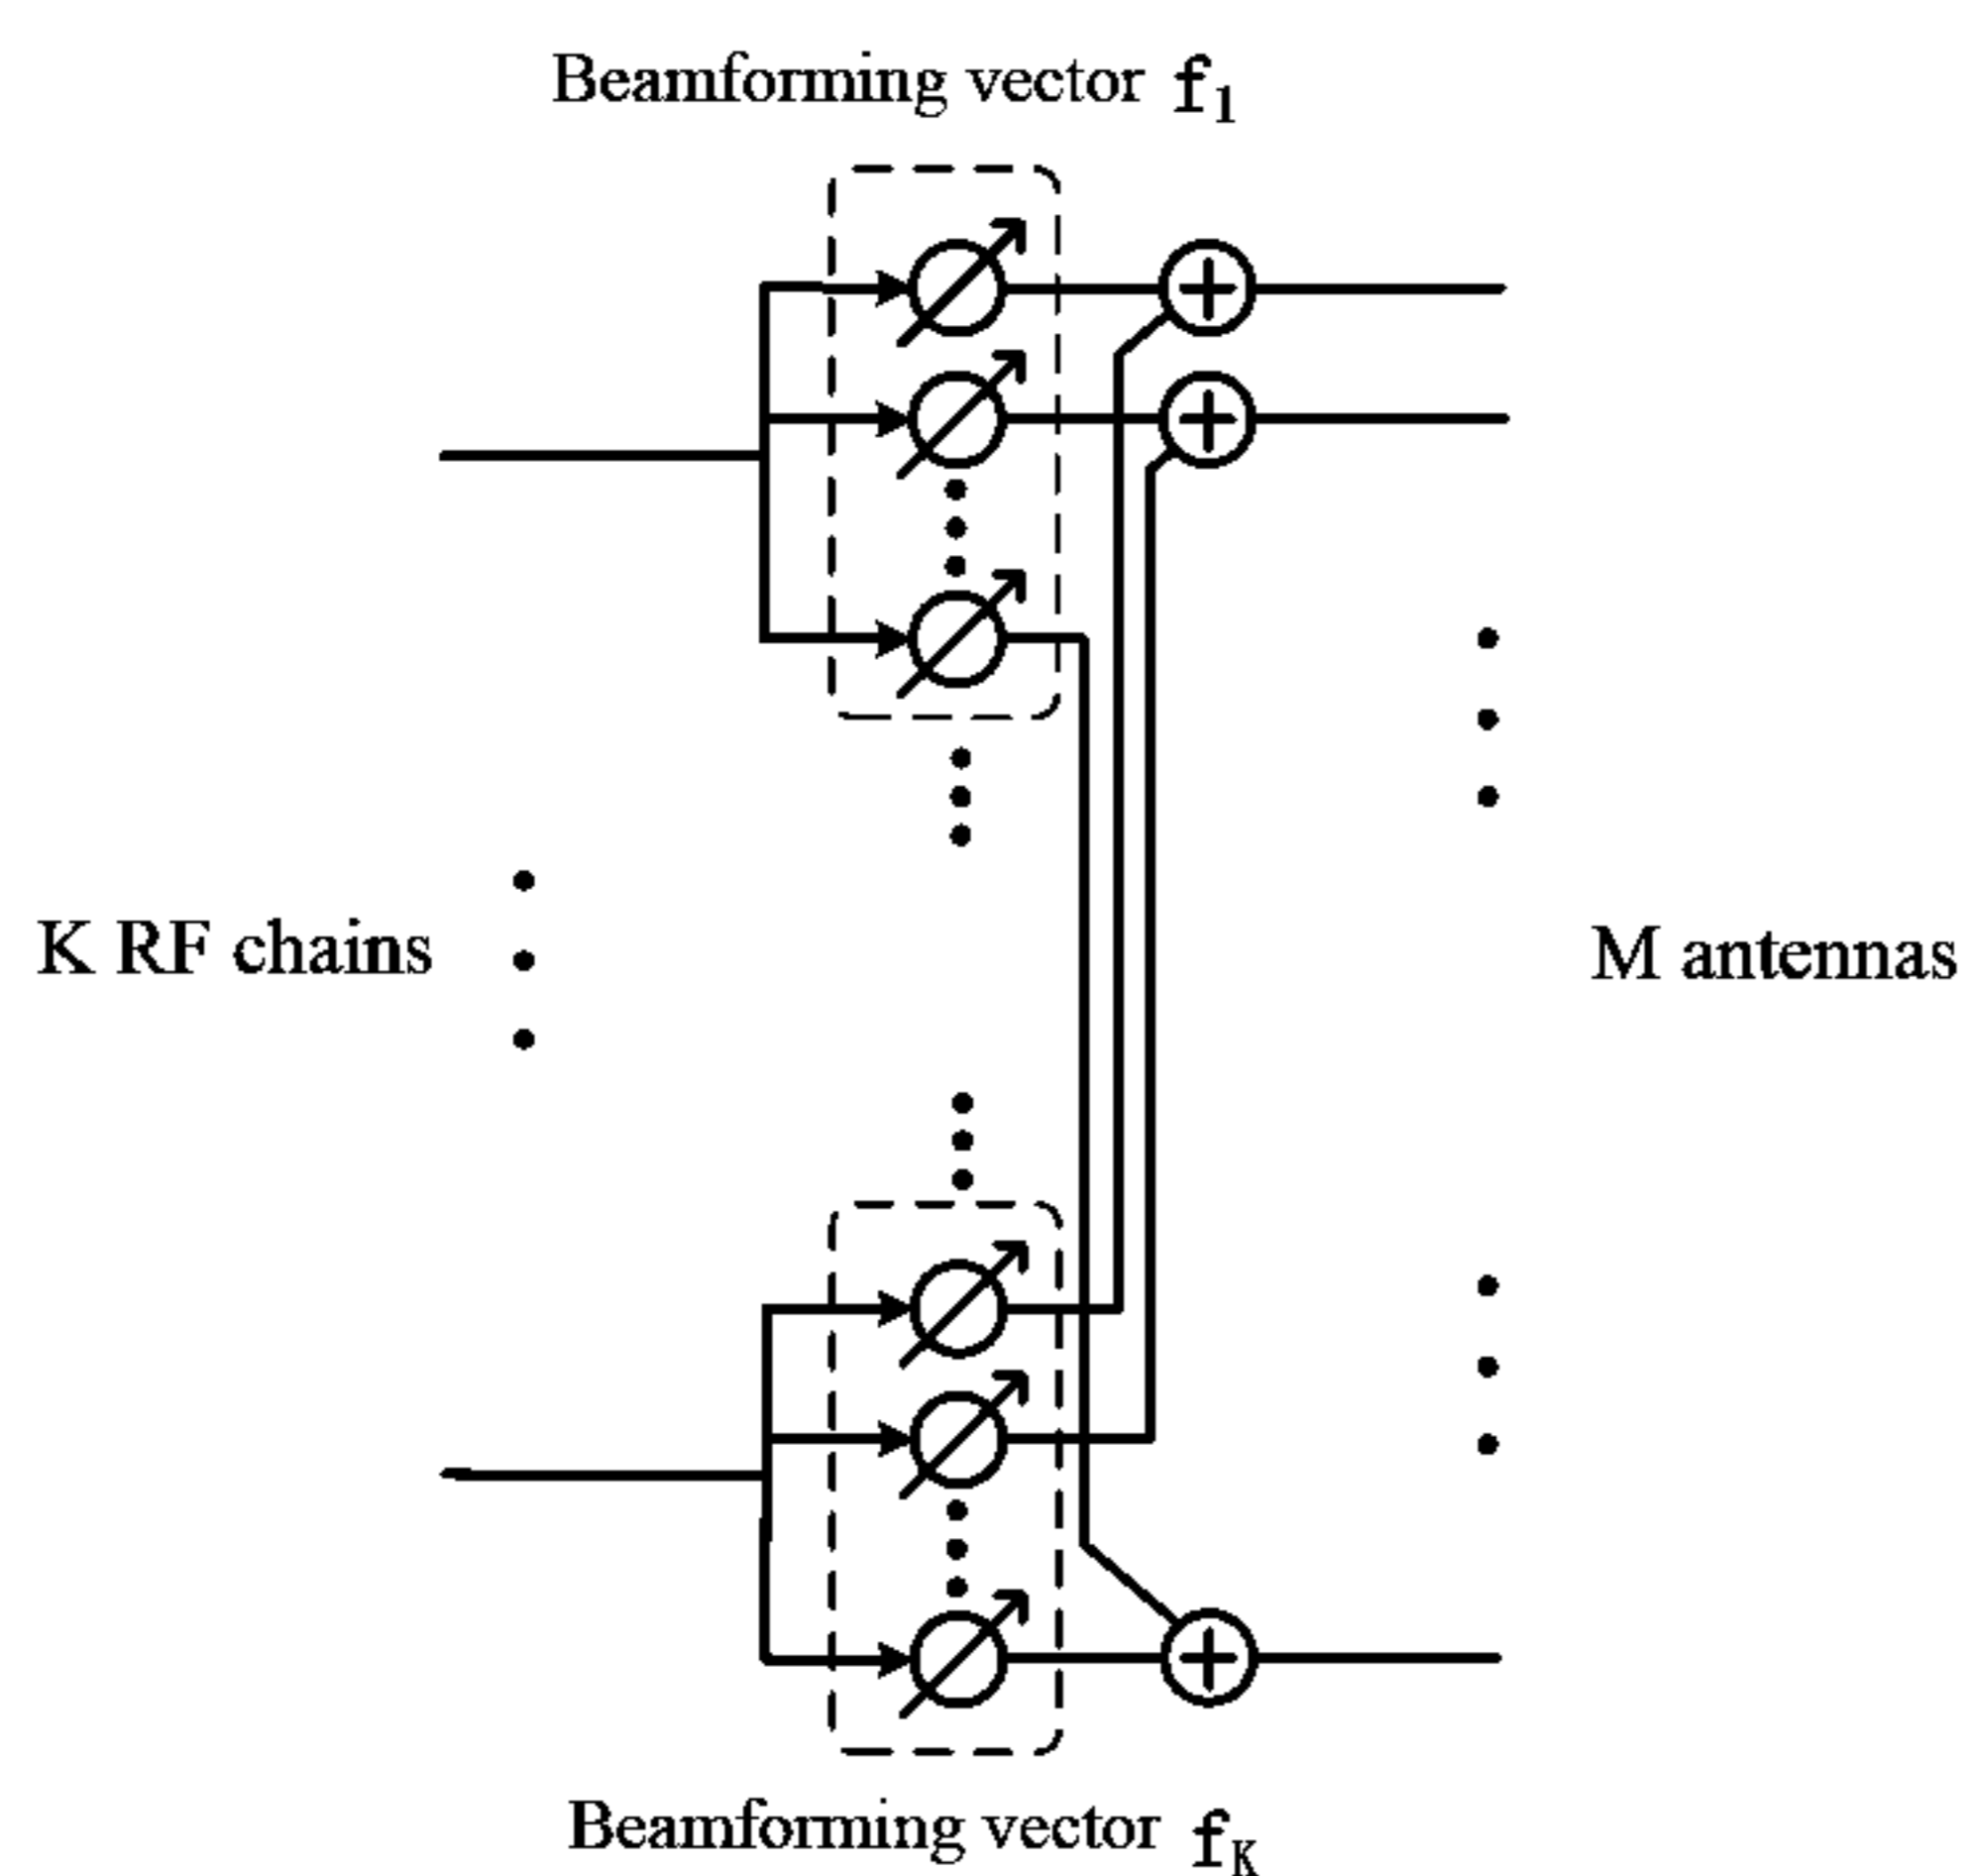 Beamforming vector f1
K RF chains
M antennas
Beamforming vector fK